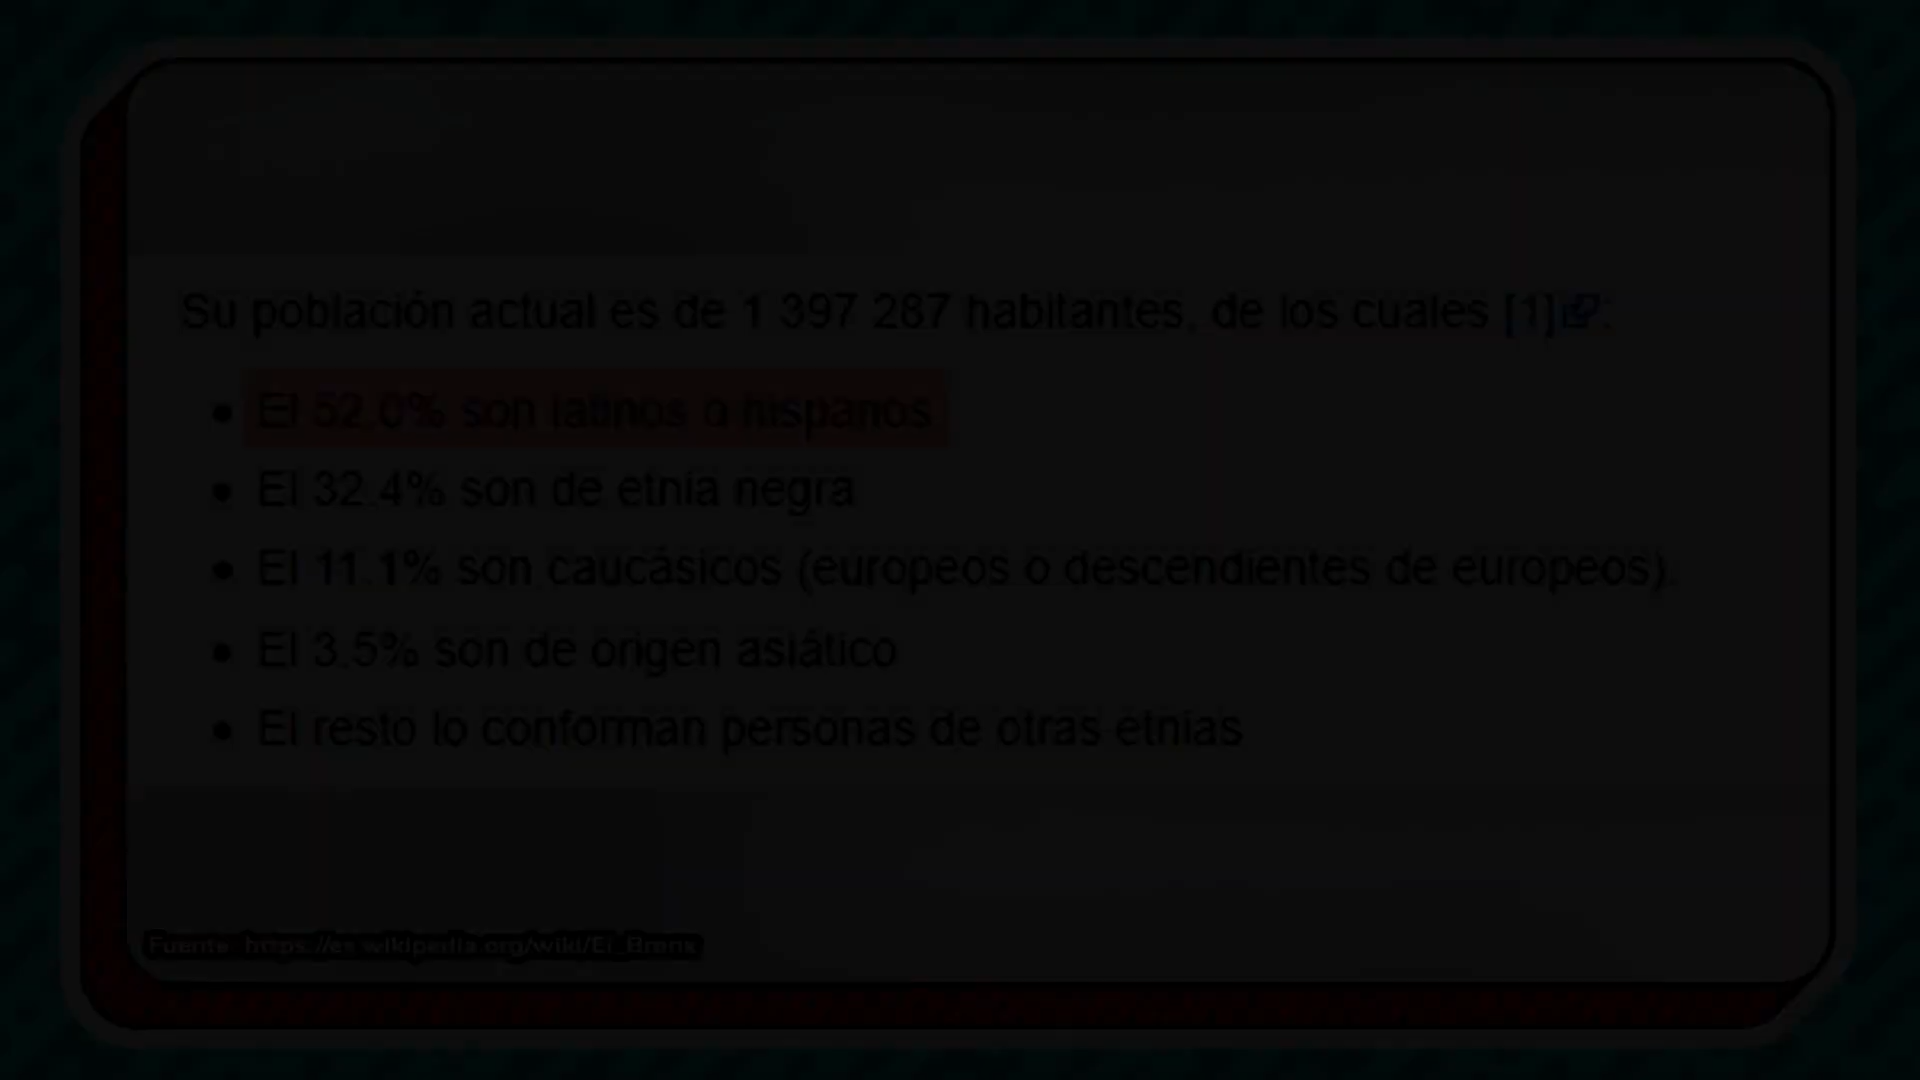 Su población actual es de 1 397 287 habitantes, de los cuales [1]:
• El 52.0% son latinos o hispanos
• El 32.4% son de etnia negra
• El 11.1% son caucásicos (europeos o descendientes de europeos).
• El 3.5% son de origen asiático
• El resto lo conforman personas de otras etnias
Fuente: https://es.wikipedia.org/wiki/El_Bronx